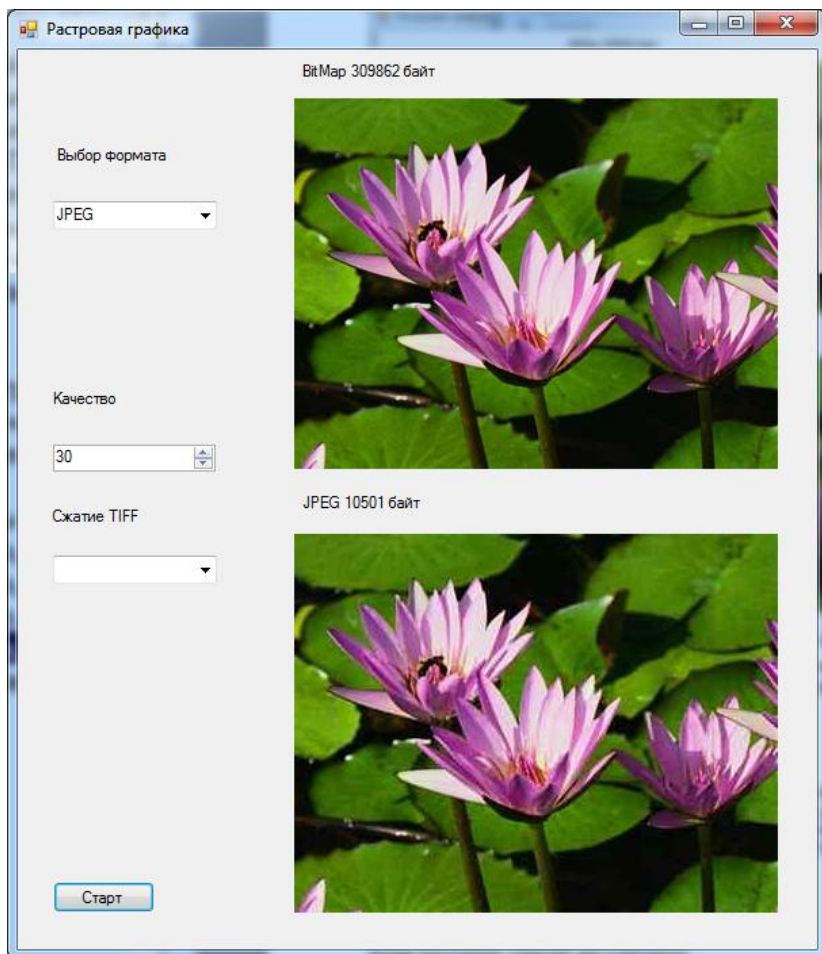 Растровая графика
BitMap 309862 байт
Выбор формата
JPEG
Качество
30
Сжатие TIFF
JPEG 10501 байт
Старт